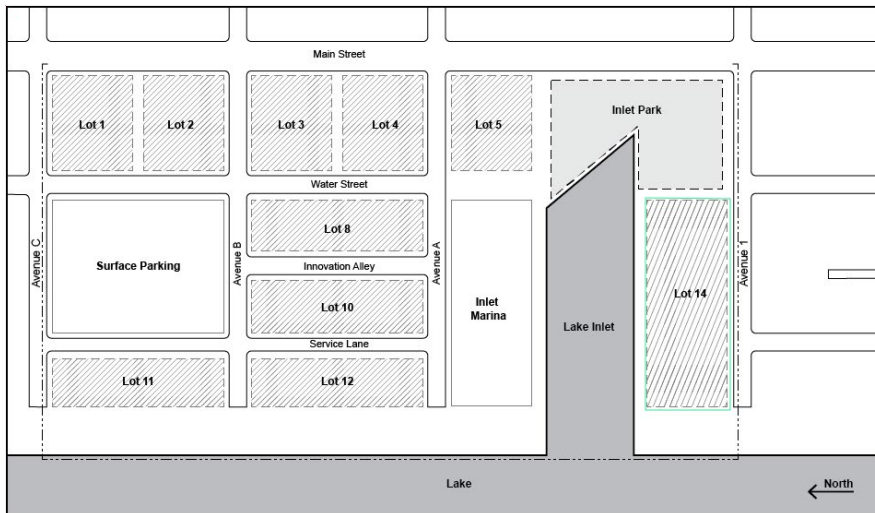 Main Street
Lot 1
Lot 2
Lot 3
Lot 4
Lot 5
Inlet Park
Water Street
Avenue C
Surface Parking
Avenue B
Lot 8
Innovation Alley
Lot 10
Service Lane
Lot 11
Lot 12
Avenue A
Inlet
Marina
Lake Inlet
Lot 14
Avenue 1
Lake
North